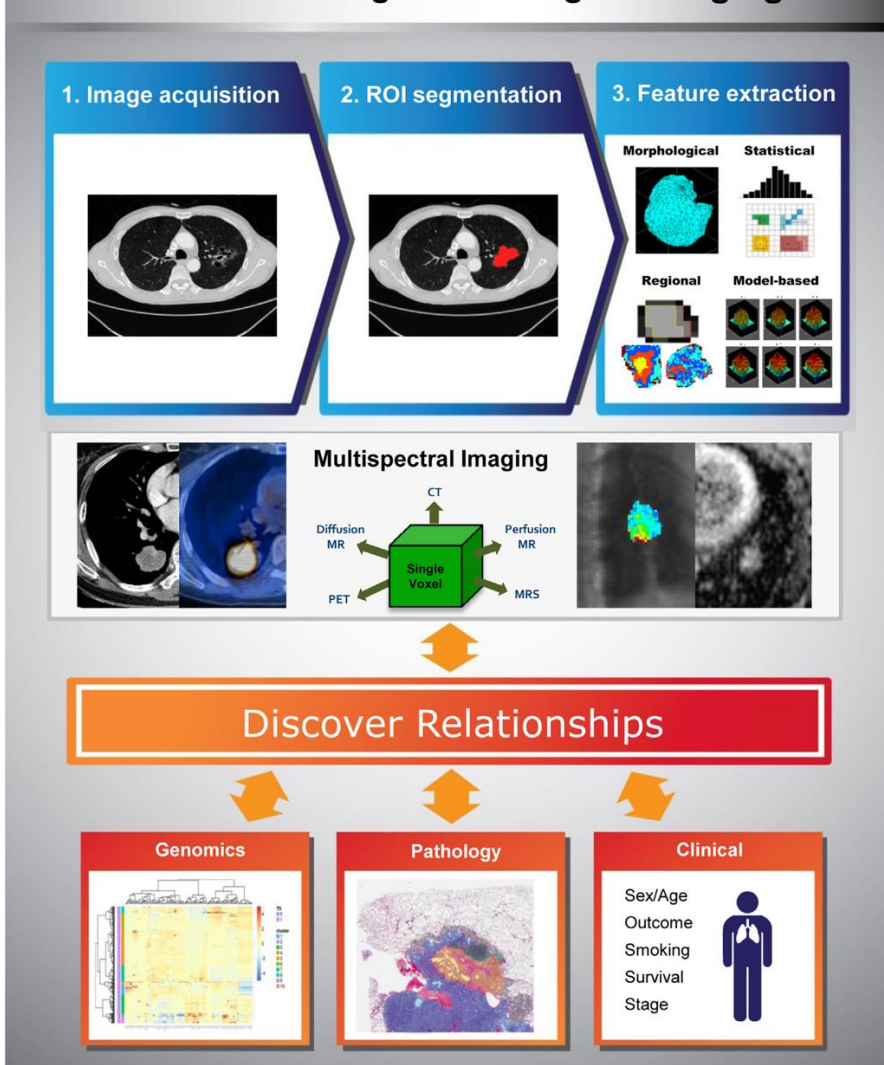 1. Image acquisition
2. ROI segmentation
3. Feature extraction
Morphological
Statistical
Regional
Model-based
Multispectral Imaging
CT
Diffusion
MR
Perfusion
MR
Single
Voxel
PET
MRS
Discover Relationships
Genomics
Pathology
Clinical
cluster
Sex/Age
Outcome
Smoking
Survival
Stage